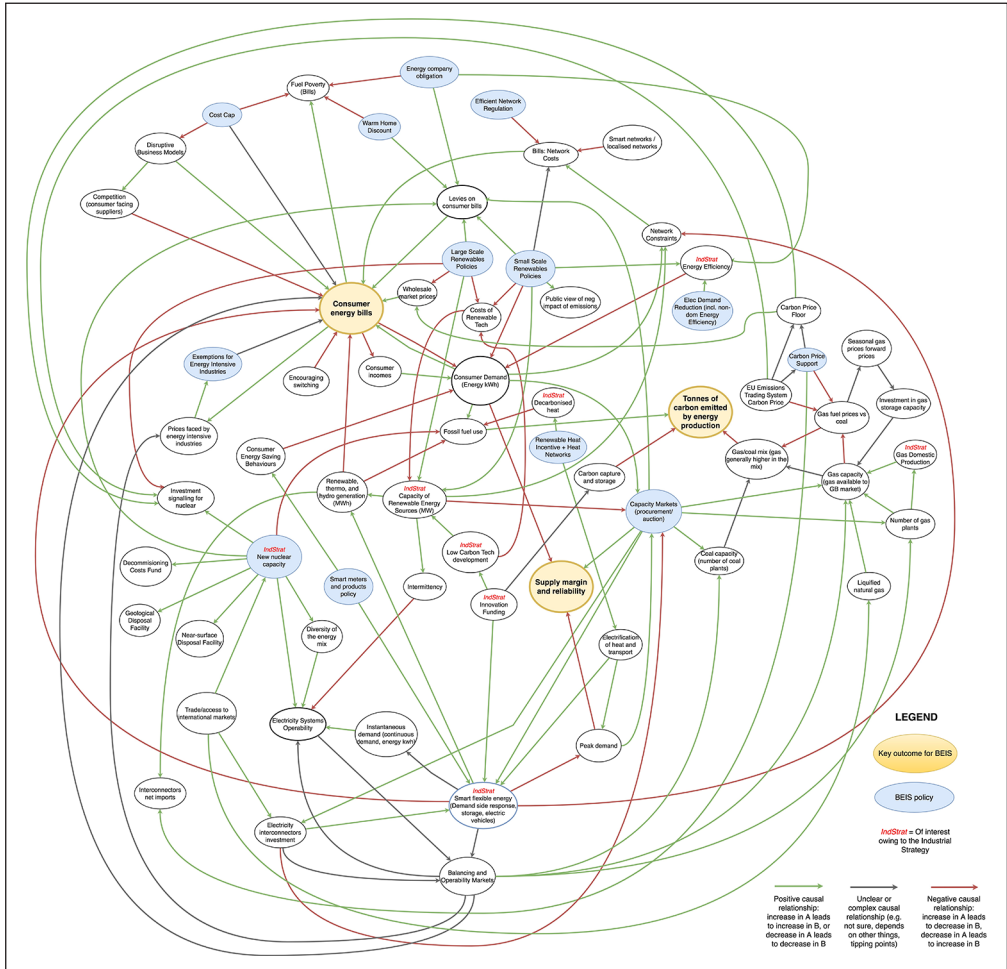 Energy company
obligation
Fuel Poverty
(Bills)
Efficient Network
Regulation
Cost Cap
Warm Home
Discount
Disruptive
Business Models
Bills: Network
Costs
Smart networks /
localised networks
Competition
(consumer facing
suppliers)
Levies on
consumer bills
Network
Constraints
Large Scale
Renewables
Policies
Small Scale
Renewables
Policies
IndStrat
Energy Efficiency
Wholesale
market prices
Public view of neg
impact of emissions
Elec Demand
Reduction (incl. non-
dom Energy
Efficiency)
Carbon Price
Floor
Consumer
energy bills
Costs of
Renewable
Tech
Seasonal gas
prices forward
prices
Exemptions for
Energy Intensive
Industries
Carbon Price
Support
Encouraging
switching
Consumer
incomes
Consumer Demand
(Energy kWh)
EU Emissions
Trading System
Carbon Price
Investment in gas
storage capacity
IndStrat
Decarbonised
heat
Tonnes of
carbon emitted
by energy
production
Gas fuel prices vs
coal
Prices faced by
energy intensive
industries
Fossil fuel use
Renewable Heat
Incentive + Heat
Networks
Gas/coal mix (gas
generally higher in the
mix)
IndStrat
Gas Domestic
Production
Consumer
Energy Saving
Behaviours
Carbon capture
and storage
Gas capacity
(gas available to
GB market)
Investment
signalling for
nuclear
Renewable,
thermo, and
hydro generation
(MWh)
IndStrat
Capacity of
Renewable Energy
Sources (MW)
Capacity Markets
(procurement/
auction)
Number of gas
plants
IndStrat
New nuclear
capacity
IndStrat
Low Carbon Tech
development
Coal capacity
(number of coal
plants)
Decommisioning
Costs Fund
Smart meters
and products
policy
Intermittency
Supply margin
and reliability
Liquified
natural gas
Geological
Disposal
Facility
IndStrat
Innovation
Funding
Near-surface
Disposal Facility
Diversity of
the energy
mix
Electrification
of heat and
transport
Trade/access to
international markets
Electricity Systems
Operability
Instantaneous
demand (continuous
demand, energy kwh)
Peak demand
Interconnectors
net imports
IndStrat
Smart flexible energy
(Demand side response,
storage, electric
vehicles)
Electricity
interconnectors
investment
Balancing and
Operability Markets
LEGEND
Key outcome for BEIS
BEIS policy
IndStrat = Of interest
owing to the Industrial
Strategy
Positive causal
relationship:
increase in A leads
to increase in B, or
decrease in A leads
to decrease in B
Unclear or
complex causal
relationship (e.g.
not sure, depends
on other things,
tipping points)
Negative causal
relationship:
increase in A leads
to decrease in B,
decrease in A leads
to increase in B